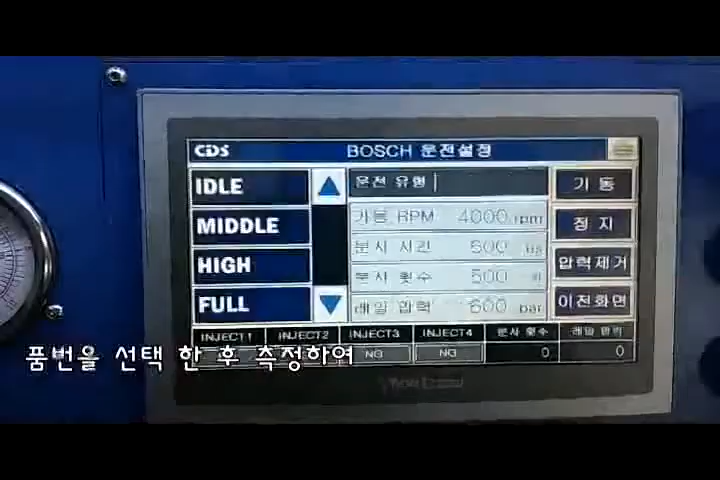 CDS BOSCH 운전설정
IDLE
MIDDLE
HIGH
FULL
운전 유형
가동 RPM 4000 rpm
분사 시간 600 us
분사 횟수 500
레일 압력 600 bar
기 동
정 지
압력제거
이전화면
INJECT1 INJECT2 INJECT3 INJECT4 분사 횟수 레일 압력
NG NG 0 0
품번을 선택 한 후 측정하여